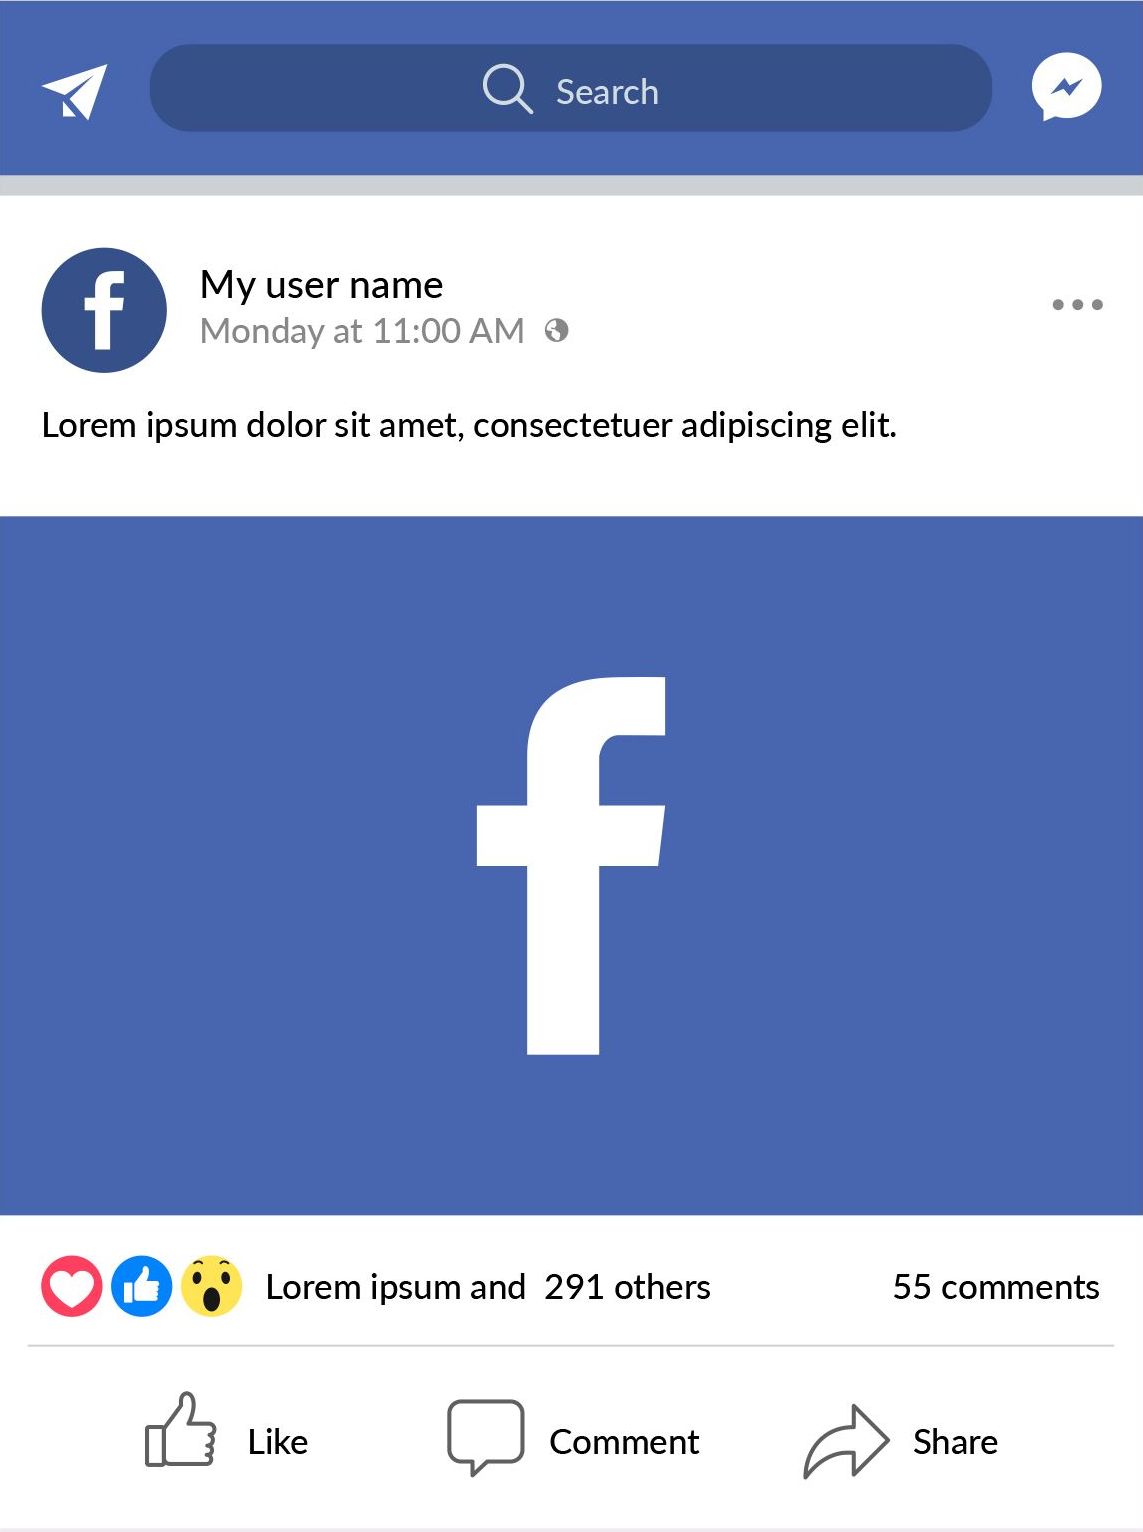 Search
My user name
Monday at 11:00 AM
Lorem ipsum dolor sit amet, consectetuer adipiscing elit.
Lorem ipsum and 291 others
55 comments
Like
Comment
Share